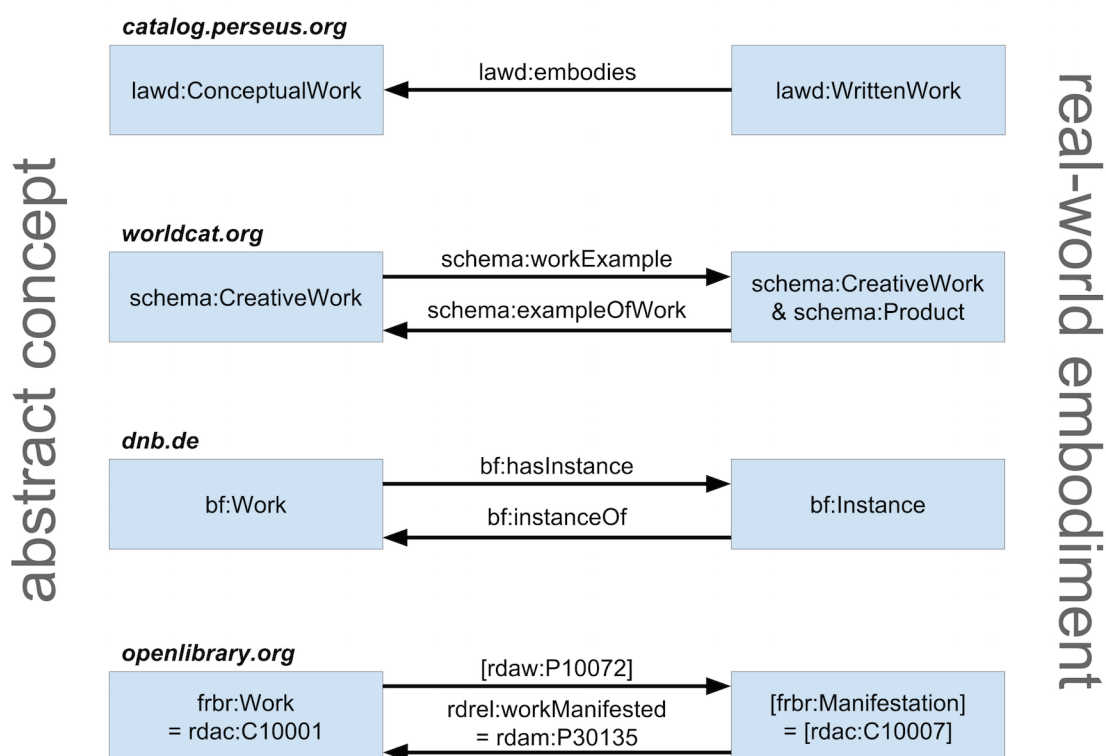 catalog.perseus.org
lawd:ConceptualWork
lawd:embodies
lawd:WrittenWork
worldcat.org
schema:CreativeWork
schema:workExample
schema:exampleOfWork
schema:CreativeWork
& schema:Product
dnb.de
bf:Work
bf:hasInstance
bf:instanceOf
bf:Instance
openlibrary.org
frbr:Work
= rdac:C10001
[rdaw:P10072]
rdrel:workManifested
= rdam:P30135
[frbr:Manifestation]
= [rdac:C10007]
abstract concept
real-world embodiment